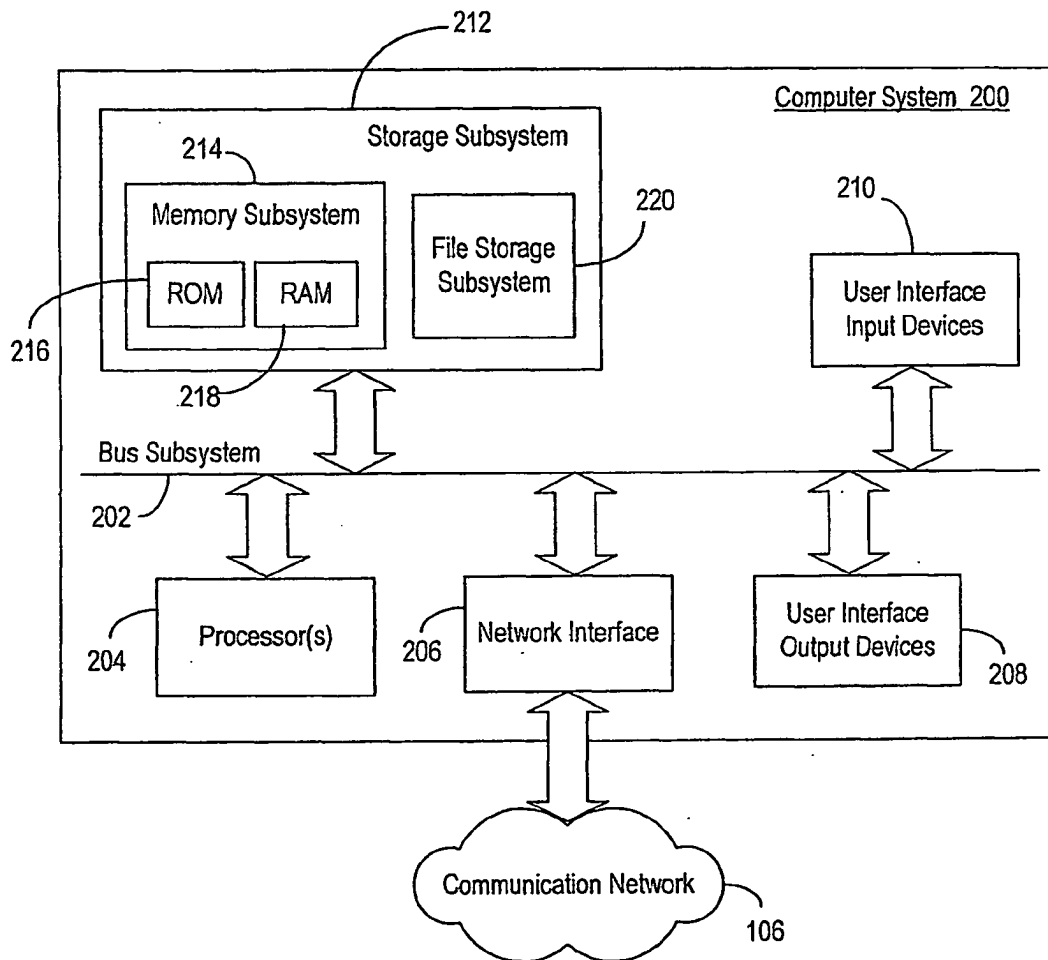 212
Computer System 200
Storage Subsystem
214
Memory Subsystem
220
File Storage
Subsystem
210
User Interface
Input Devices
ROM
RAM
216
218
Bus Subsystem
202
Processor(s)
204
Network Interface
206
User Interface
Output Devices
208
Communication Network
106